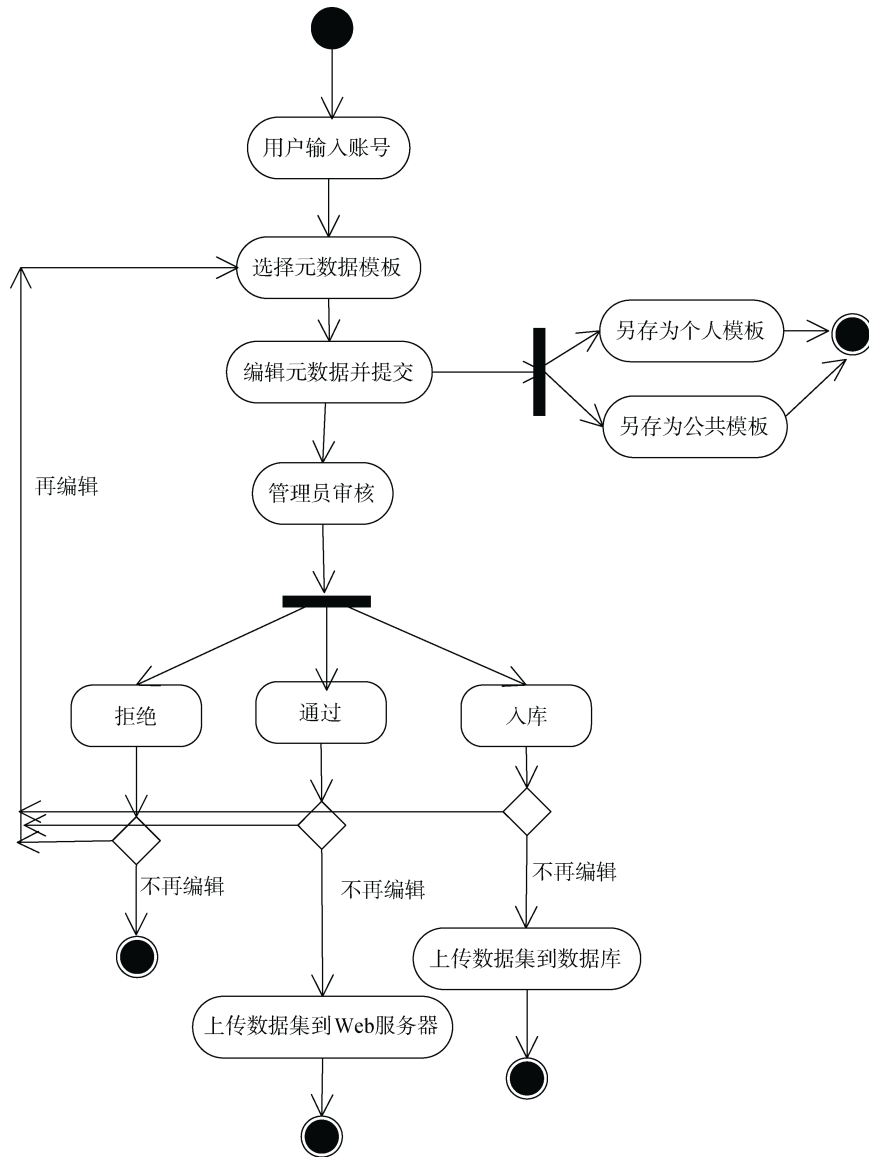 用户输入账号
选择元数据模板
另存为个人模板
编辑元数据并提交
另存为公共模板
再编辑
管理员审核
拒绝
通过
入库
不再编辑
不再编辑
不再编辑
上传数据集到数据库
上传数据集到Web服务器